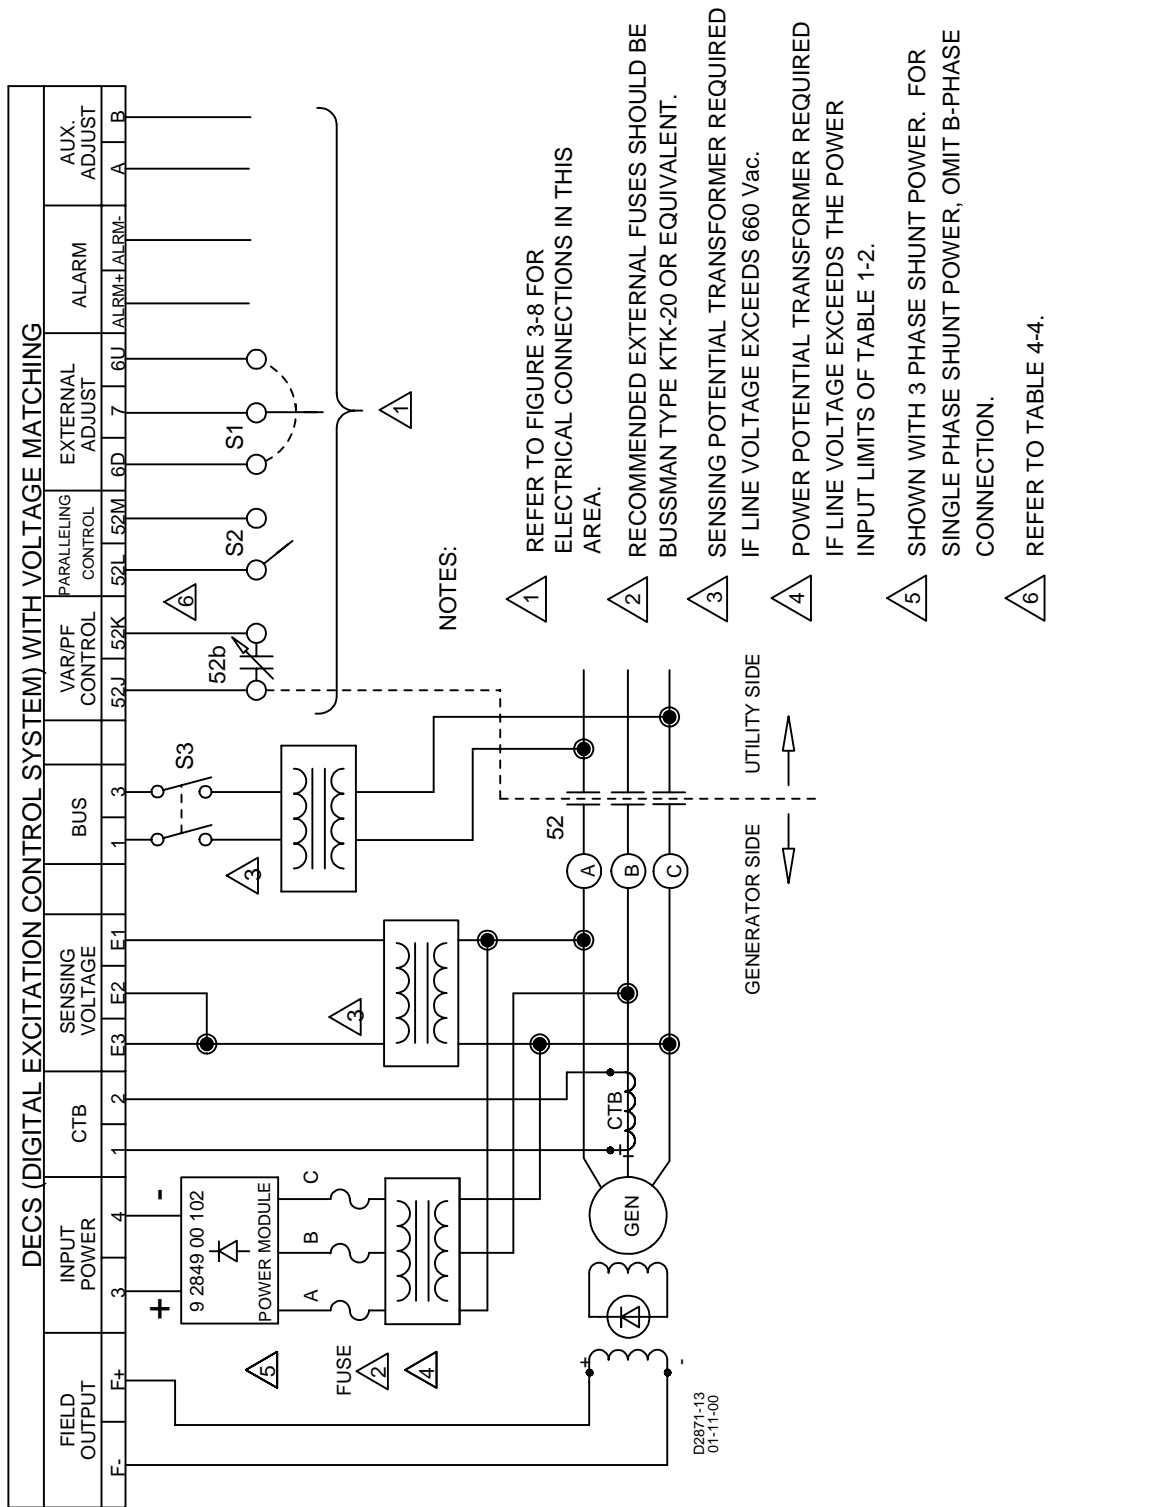 DECS (DIGITAL EXCITATION CONTROL SYSTEM) WITH VOLTAGE MATCHING
FIELD
OUTPUT
INPUT
POWER
CTB
SENSING
VOLTAGE
BUS
VAR/PF
CONTROL
PARALLELING
CONTROL
EXTERNAL
ADJUST
ALARM
AUX.
ADJUST
F- F+ 3 4 1 2 E3 E2 E1 1 3 52J 52K 52L 52M 6D 7 6U ALRM+ ALRM- A B
+ -
9 2849 00 102
POWER MODULE
5
A B C
FUSE
2
4
3
3
S3
52b
6
S2
S1
1
CTB
+
GEN
+
-
A
B
C
52
GENERATOR SIDE
UTILITY SIDE
D2871-13
01-11-00
NOTES:
1 REFER TO FIGURE 3-8 FOR
ELECTRICAL CONNECTIONS IN THIS
AREA.
2 RECOMMENDED EXTERNAL FUSES SHOULD BE
BUSSMAN TYPE KTK-20 OR EQUIVALENT.
3 SENSING POTENTIAL TRANSFORMER REQUIRED
IF LINE VOLTAGE EXCEEDS 660 Vac.
4 POWER POTENTIAL TRANSFORMER REQUIRED
IF LINE VOLTAGE EXCEEDS THE POWER
INPUT LIMITS OF TABLE 1-2.
5 SHOWN WITH 3 PHASE SHUNT POWER. FOR
SINGLE PHASE SHUNT POWER, OMIT B-PHASE
CONNECTION.
6 REFER TO TABLE 4-4.